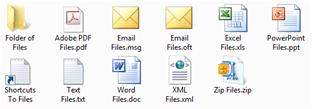 Folder of Files
Adobe PDF Files.pdf
Email Files.msg
Email Files.oft
Excel Files.xls
PowerPoint Files.ppt
Shortcuts To Files
Text Files.txt
Word Files.doc
XML Files.xml
Zip Files.zip